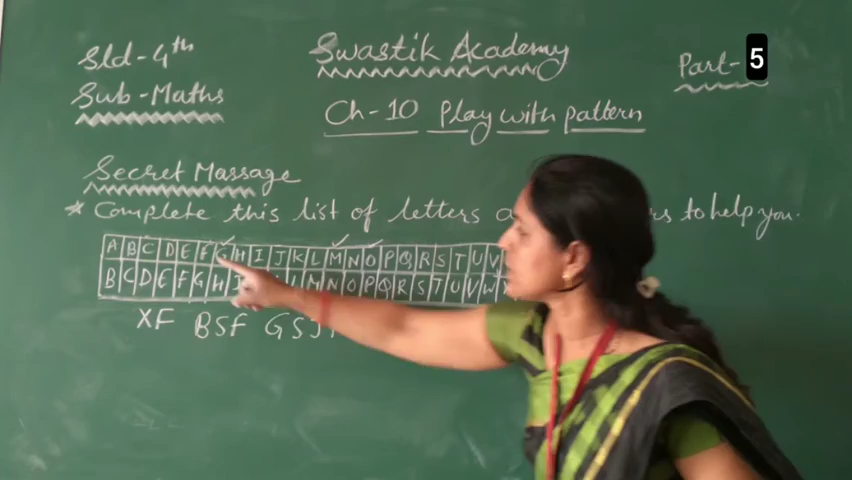 Std-4th
Swastik Academy
Part-5
Sub-Maths
Ch-10 Play with pattern
Secret Massage
* Complete this list of letters to help you.
A B C D E F G H I J K L M N O P Q R S T U V
B C D E F G H I M N O P Q R S T U V W X
XF BSF GSJ